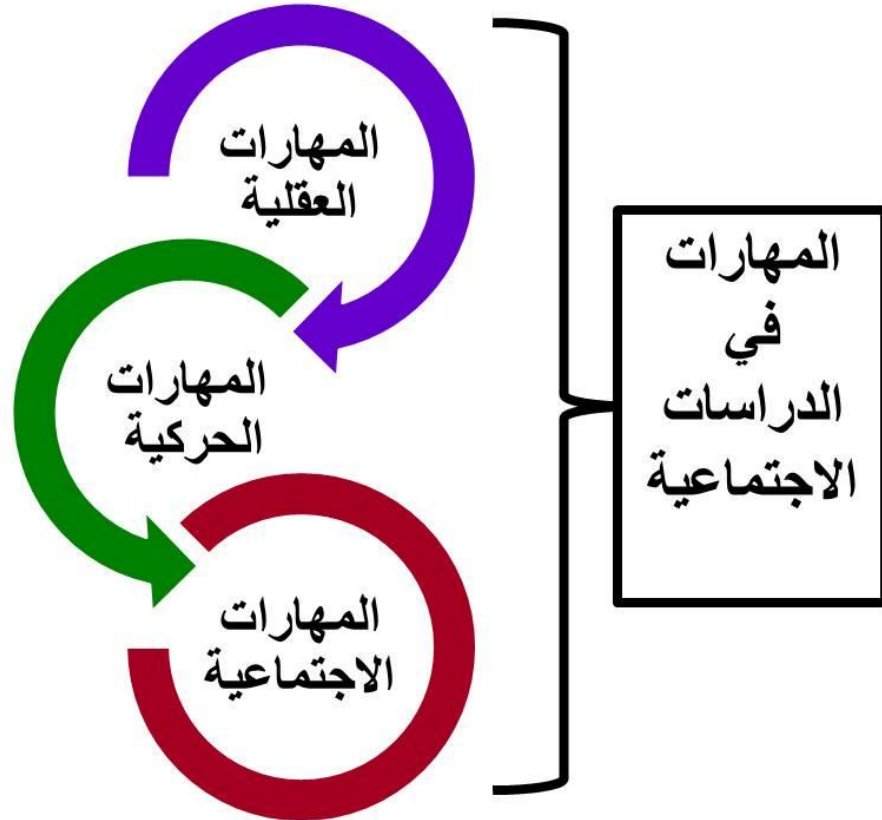 المهارات
في
الدراسات
الاجتماعية
المهارات
العقلية
المهارات
الحركية
المهارات
الاجتماعية